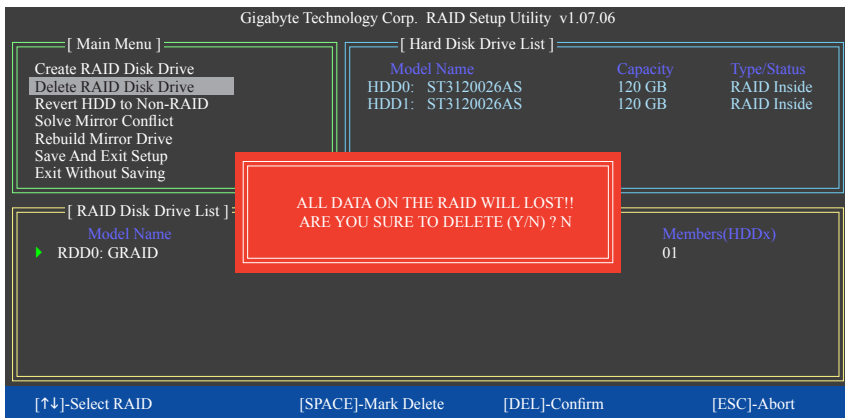 Gigabyte Technology Corp. RAID Setup Utility v1.07.06
[ Main Menu ]
Create RAID Disk Drive
Delete RAID Disk Drive
Revert HDD to Non-RAID
Solve Mirror Conflict
Rebuild Mirror Drive
Save And Exit Setup
Exit Without Saving
[ Hard Disk Drive List ]
Model Name Capacity Type/Status
HDD0: ST3120026AS 120 GB RAID Inside
HDD1: ST3120026AS 120 GB RAID Inside
ALL DATA ON THE RAID WILL LOST!!
ARE YOU SURE TO DELETE (Y/N) ? N
[ RAID Disk Drive List ]
Model Name Members(HDDx)
RDD0: GRAID 01
[↑↓]-Select RAID [SPACE]-Mark Delete [DEL]-Confirm [ESC]-Abort